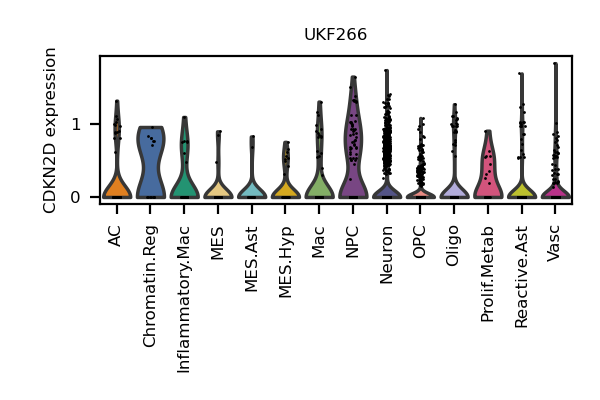 UKF266
CDKN2D expression
1
0
AC
Chromatin.Reg
Inflammatory.Mac
MES
MES.Ast
MES.Hyp
Mac
NPC
Neuron
OPC
Oligo
Prolif.Metab
Reactive.Ast
Vasc